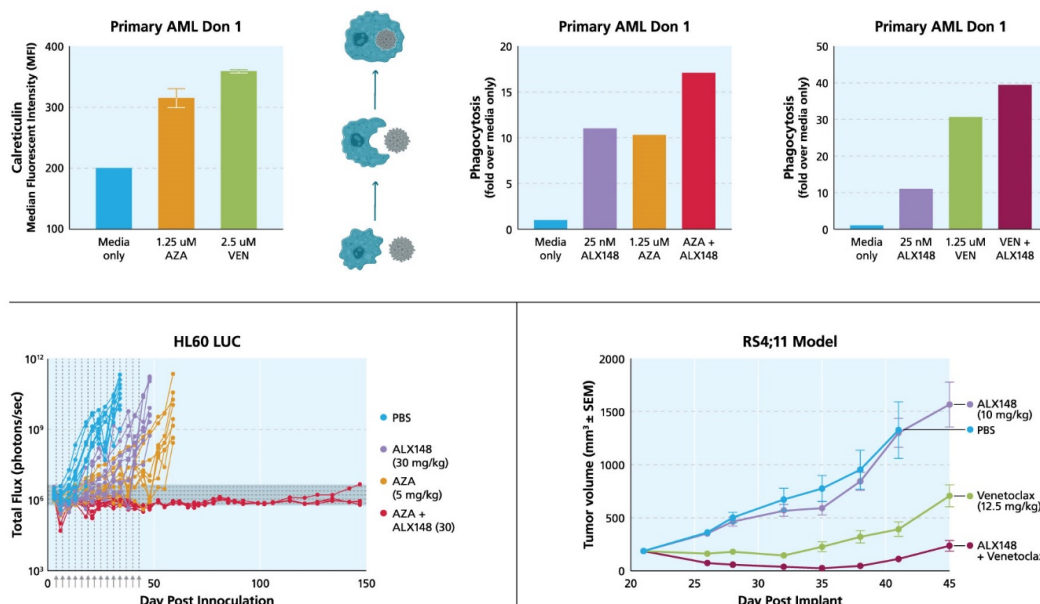 Primary AML Don 1
Calreticulin
Median Fluorescent Intensity (MFI)
400
300
200
100
Media only
1.25 uM AZA
2.5 uM VEN
Primary AML Don 1
Phagocytosis
(fold over media only)
20
15
10
5
0
Media only
25 nM ALX148
1.25 uM AZA
AZA + ALX148
Primary AML Don 1
Phagocytosis
(fold over media only)
50
40
30
20
10
0
Media only
25 nM ALX148
1.25 uM VEN
VEN + ALX148
HL60 LUC
Total Flux (photons/sec)
10¹²
10⁹
10⁶
10³
0
50
100
150
Day Post Innoculation
PBS
ALX148
(30 mg/kg)
AZA
(5 mg/kg)
AZA +
ALX148 (30)
RS4;11 Model
Tumor volume (mm³ ± SEM)
2000
1500
1000
500
0
20
25
30
35
40
45
Day Post Implant
ALX148
(10 mg/kg)
PBS
Venetoclax
(12.5 mg/kg)
ALX148
+ Venetoclax